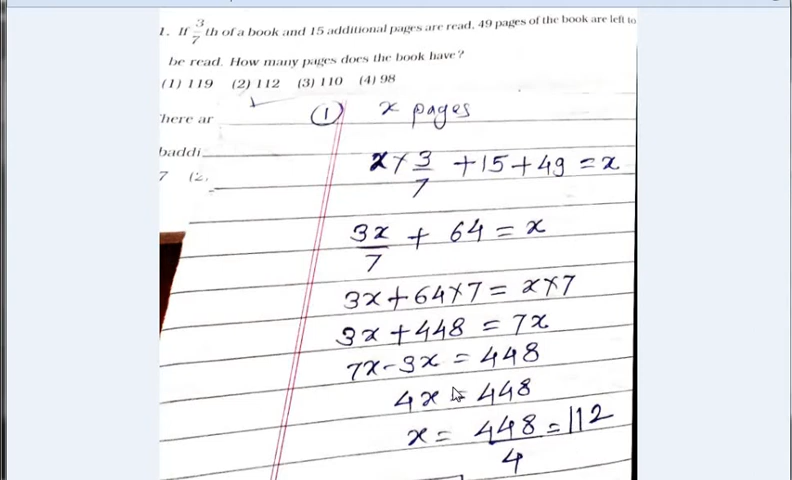 1. If 3/7 th of a book and 15 additional pages are read, 49 pages of the book are left to
be read. How many pages does the book have?
(1) 119 (2) 112 (3) 110 (4) 98
here ar
① x pages
baddi
7 (2.
x × 3/7 + 15 + 49 = x
3x/7 + 64 = x
3x + 64 × 7 = x × 7
3x + 448 = 7x
7x - 3x = 448
4x = 448
x = 448/4 = 112